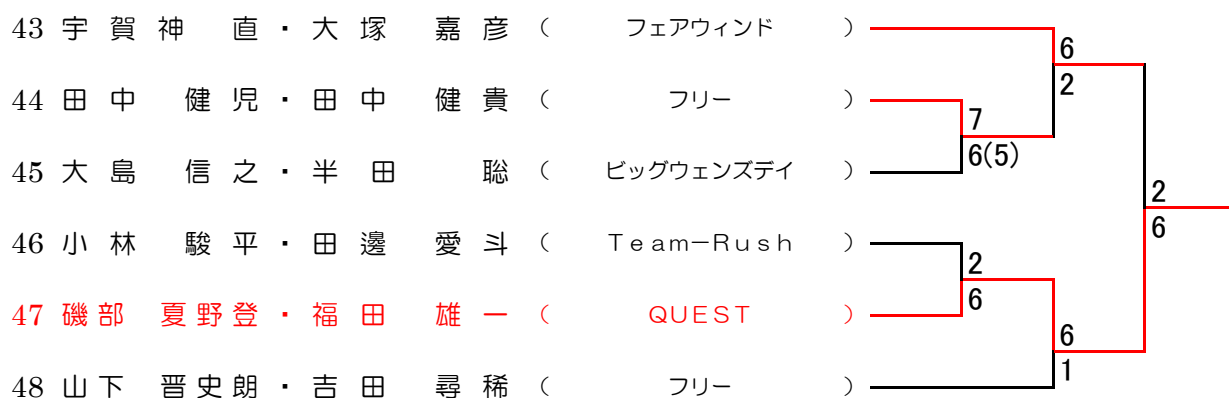 43 宇賀神 直・大塚 嘉彦 ( フェアウィンド )
6
2
44 田中 健児・田中 健貴 ( フリー )
7
6(5)
45 大島 信之・半田 聡 ( ビッグウェンズデイ )
2
6
46 小林 駿平・田邊 愛斗 ( Team-Rush )
2
6
47 磯部 夏野登・福田 雄一 ( QUEST )
6
1
48 山下 晋史朗・吉田 尋稀 ( フリー )